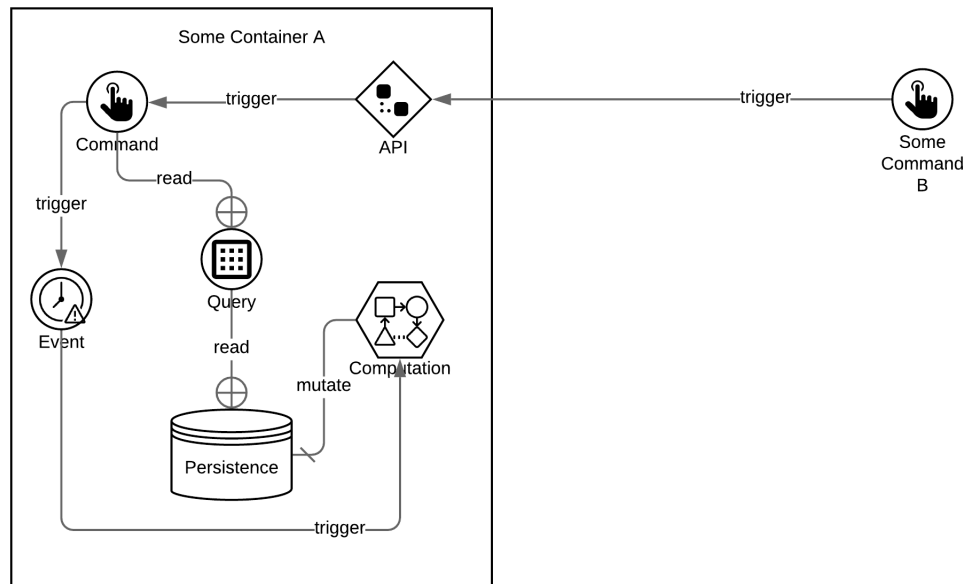 Some Container A
trigger
trigger
Command
API
Some
Command
B
read
trigger
Query
Event
read
Computation
mutate
Persistence
trigger